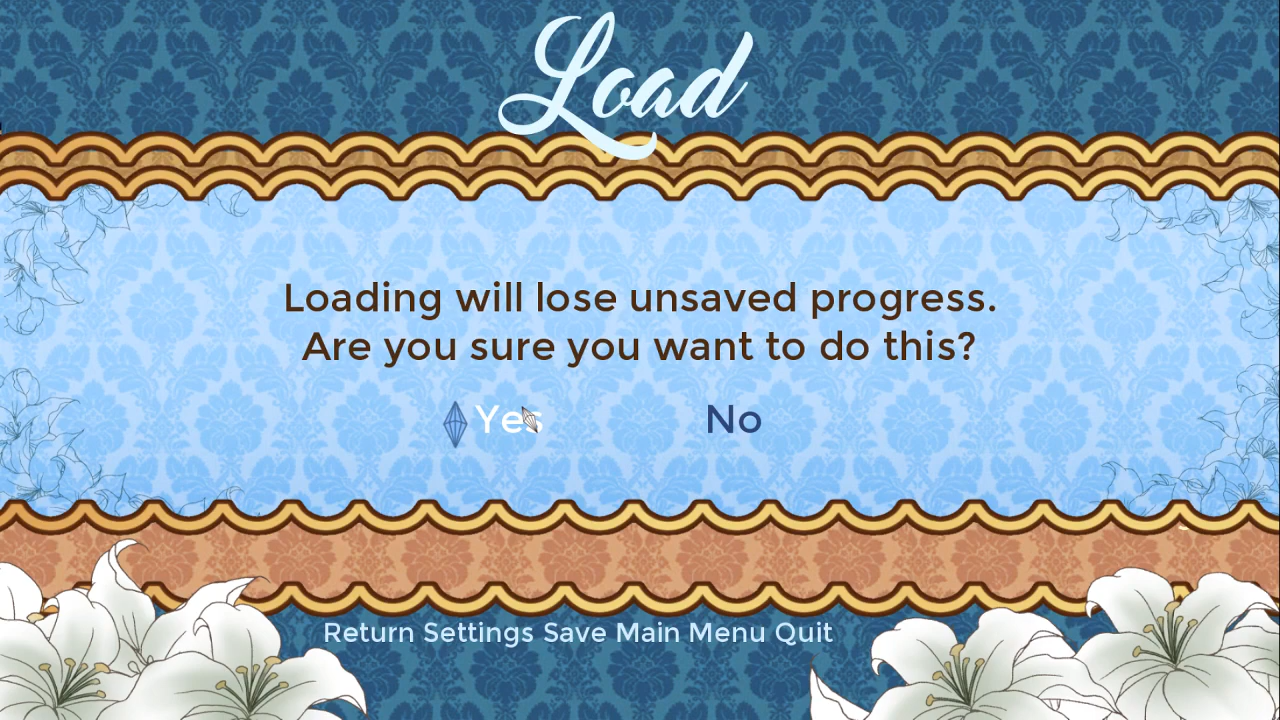 Load
Loading will lose unsaved progress.
Are you sure you want to do this?
Yes No
Return Settings Save Main Menu Quit